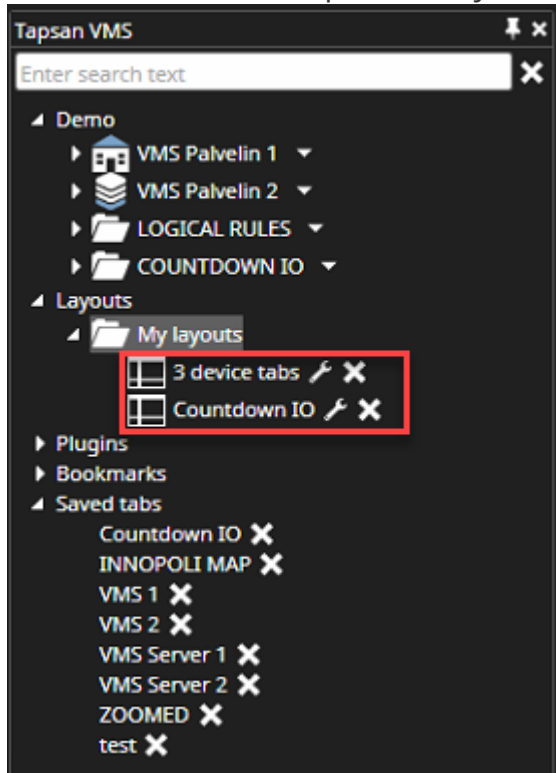 Tapsan VMS
Enter search text
Demo
VMS Palvelin 1
VMS Palvelin 2
LOGICAL RULES
COUNTDOWN IO
Layouts
My layouts
3 device tabs
Countdown IO
Plugins
Bookmarks
Saved tabs
Countdown IO
INNOPOLI MAP
VMS 1
VMS 2
VMS Server 1
VMS Server 2
ZOOMED
test